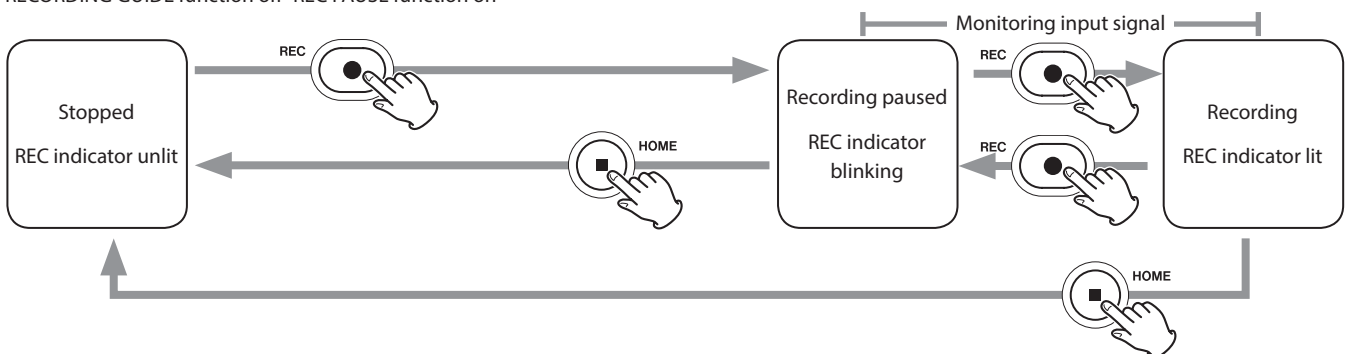 RECORDING GUIDE function off REC PAUSE function on
Monitoring input signal
REC
Stopped
REC indicator unlit
HOME
Recording paused
REC indicator
blinking
REC
REC
Recording
REC indicator lit
HOME